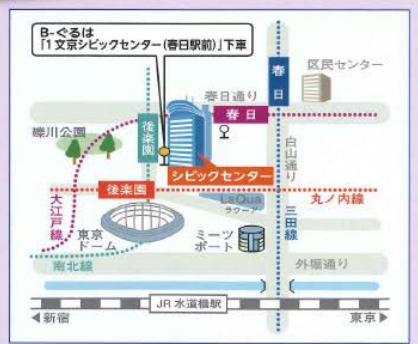 B-ぐるは
「1文京シビックセンター(春日駅前)」下車
春日
区民センター
春日通り
春日
礫川公園
後楽園
白山通り
シビックセンター
後楽園
丸ノ内線
LaQua
ラクーア
大江戸線
東京
ドーム
ミーツ
ポート
三田線
南北線
外堀通り
JR 水道橋駅
◀新宿
東京▶